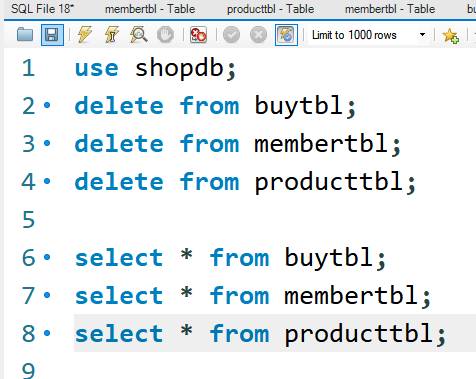 SQL File 18* membertbl - Table producttbl - Table membertbl - Table bu
Limit to 1000 rows
1 use shopdb;
2 delete from buytbl;
3 delete from membertbl;
4 delete from producttbl;
5
6 select * from buytbl;
7 select * from membertbl;
8 select * from producttbl;
9